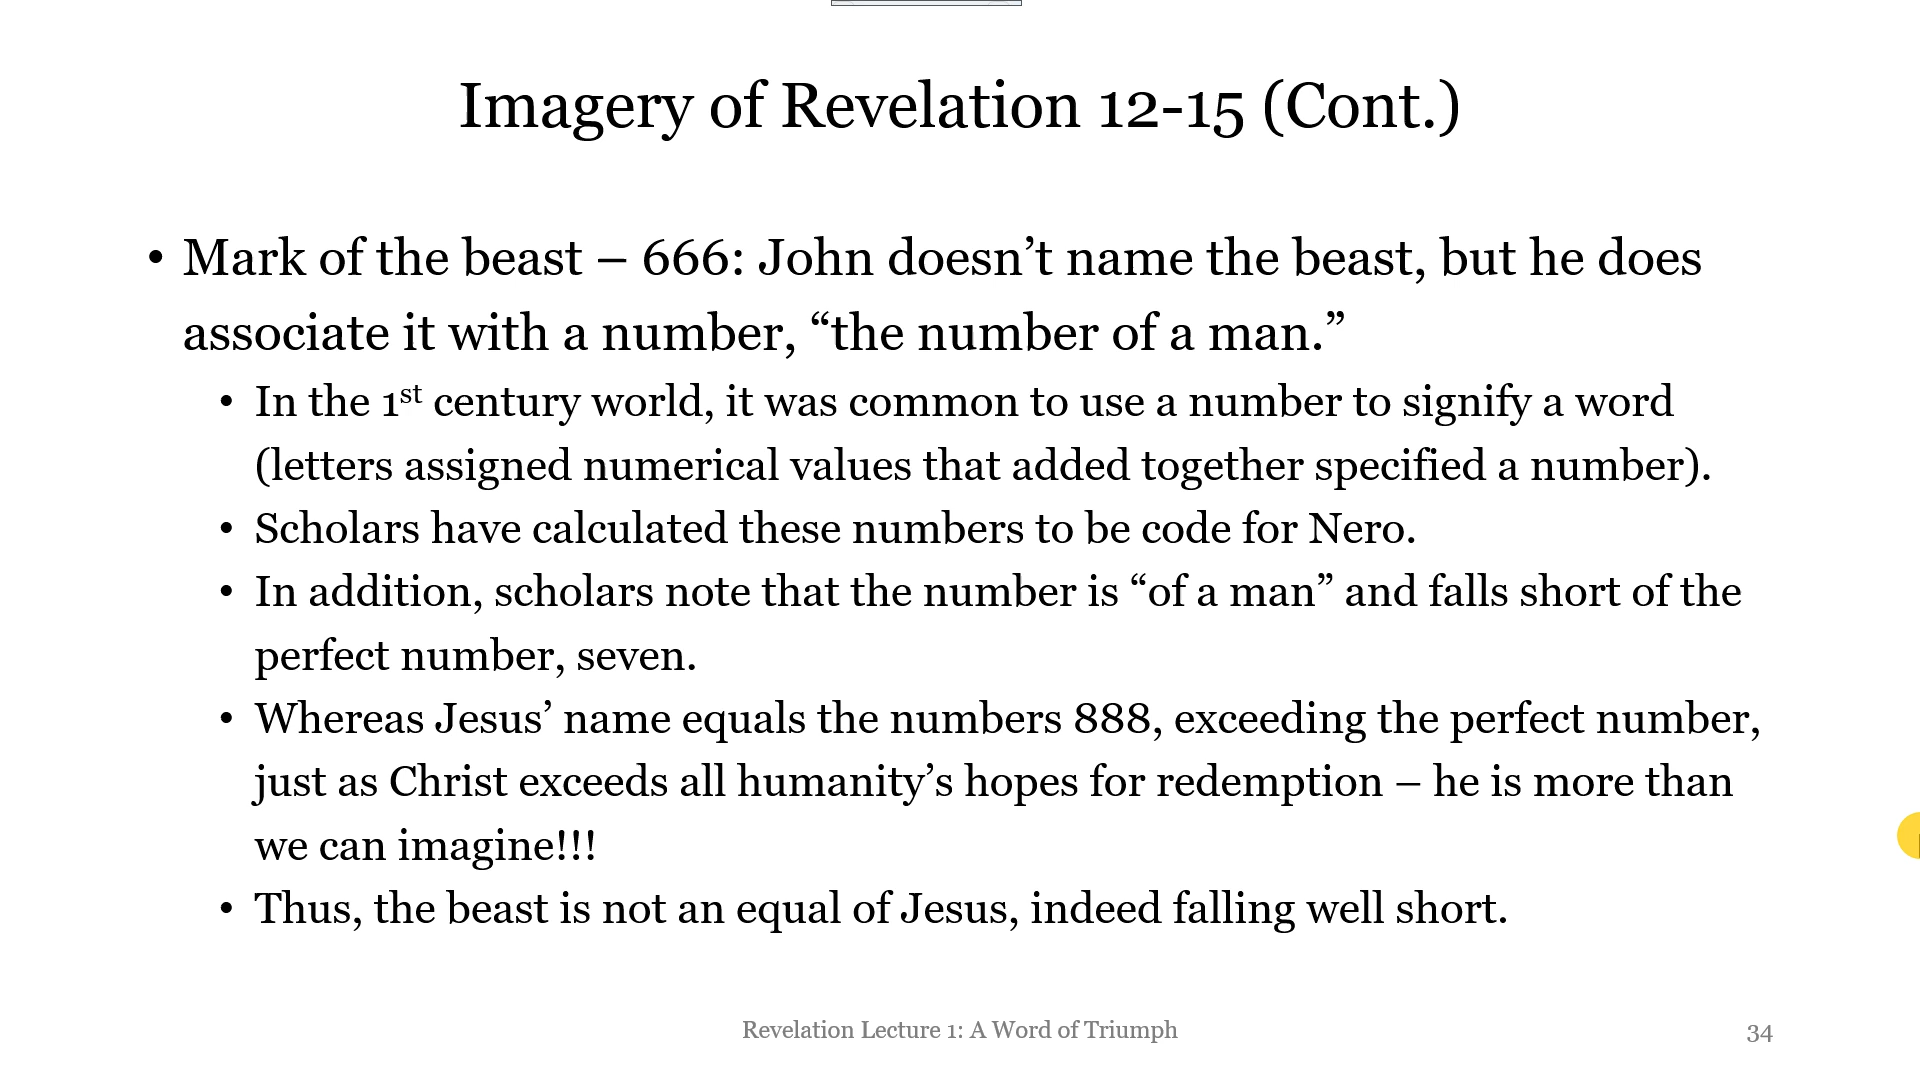 Imagery of Revelation 12-15 (Cont.)
• Mark of the beast – 666: John doesn’t name the beast, but he does
associate it with a number, “the number of a man.”
• In the 1st century world, it was common to use a number to signify a word
(letters assigned numerical values that added together specified a number).
• Scholars have calculated these numbers to be code for Nero.
• In addition, scholars note that the number is “of a man” and falls short of the
perfect number, seven.
• Whereas Jesus’ name equals the numbers 888, exceeding the perfect number,
just as Christ exceeds all humanity’s hopes for redemption – he is more than
we can imagine!!!
• Thus, the beast is not an equal of Jesus, indeed falling well short.
Revelation Lecture 1: A Word of Triumph
34